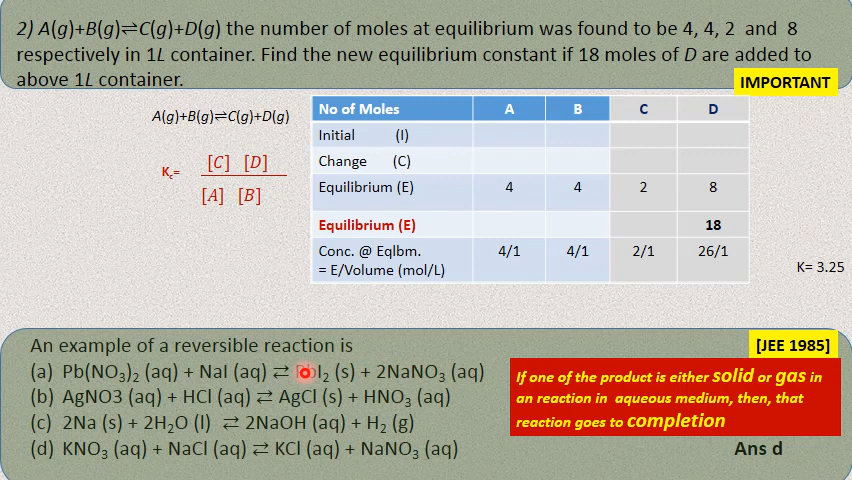 2) A(g)+B(g)⇌C(g)+D(g) the number of moles at equilibrium was found to be 4, 4, 2 and 8
respectively in 1L container. Find the new equilibrium constant if 18 moles of D are added to
above 1L container.
IMPORTANT
A(g)+B(g)⇌C(g)+D(g)
Kc= [C] [D]
[A] [B]
No of Moles A B C D
Initial (I)
Change (C)
Equilibrium (E) 4 4 2 8
Equilibrium (E) 18
Conc. @ Eqlbm. 4/1 4/1 2/1 26/1
= E/Volume (mol/L)
K= 3.25
An example of a reversible reaction is
[JEE 1985]
(a) Pb(NO₃)₂ (aq) + NaI (aq) ⇄ PbI₂ (s) + 2NaNO₃ (aq)
(b) AgNO3 (aq) + HCl (aq) ⇄ AgCl (s) + HNO₃ (aq)
(c) 2Na (s) + 2H₂O (l) ⇄ 2NaOH (aq) + H₂ (g)
(d) KNO₃ (aq) + NaCl (aq) ⇄ KCl (aq) + NaNO₃ (aq)
If one of the product is either solid or gas in
an reaction in aqueous medium, then, that
reaction goes to completion
Ans d